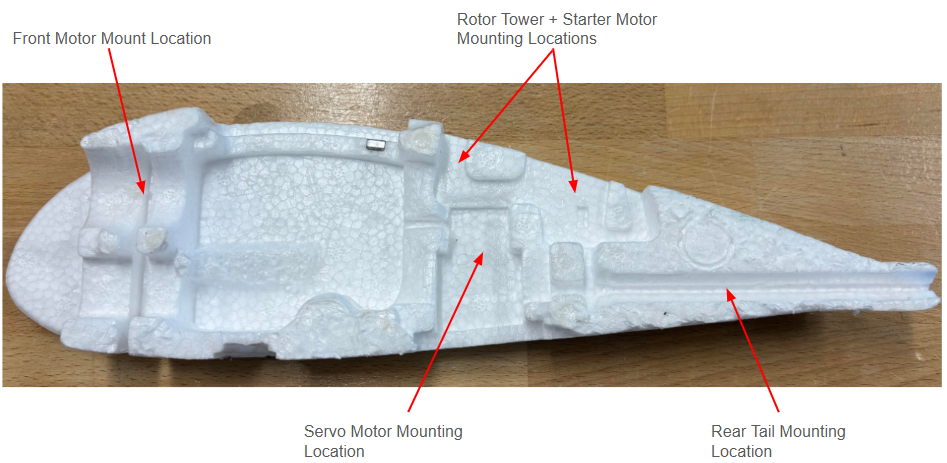 Rotor Tower + Starter Motor
Mounting Locations
Front Motor Mount Location
Servo Motor Mounting
Location
Rear Tail Mounting
Location